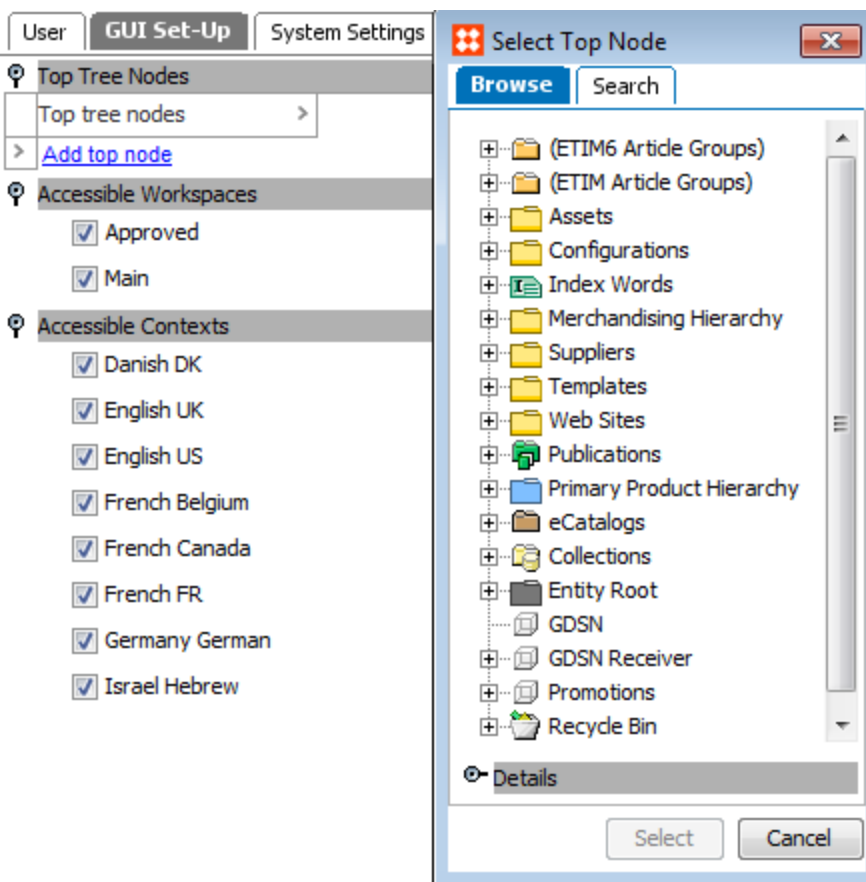 User
GUI Set-Up
System Settings
Top Tree Nodes
Top tree nodes
Add top node
Accessible Workspaces
Approved
Main
Accessible Contexts
Danish DK
English UK
English US
French Belgium
French Canada
French FR
Germany German
Israel Hebrew
Select Top Node
Browse
Search
(ETIM6 Article Groups)
(ETIM Article Groups)
Assets
Configurations
Index Words
Merchandising Hierarchy
Suppliers
Templates
Web Sites
Publications
Primary Product Hierarchy
eCatalogs
Collections
Entity Root
GDSN
GDSN Receiver
Promotions
Recycle Bin
Details
Select
Cancel